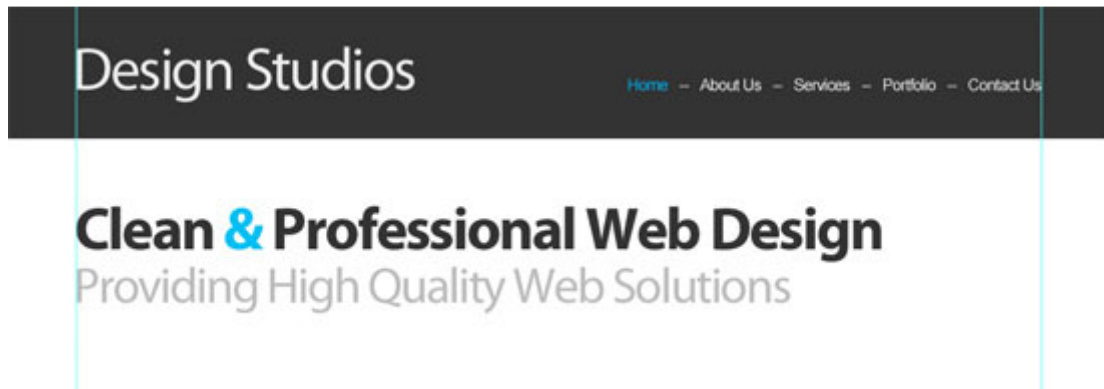 Design Studios
Home – About Us – Services – Portfolio – Contact Us
Clean & Professional Web Design
Providing High Quality Web Solutions